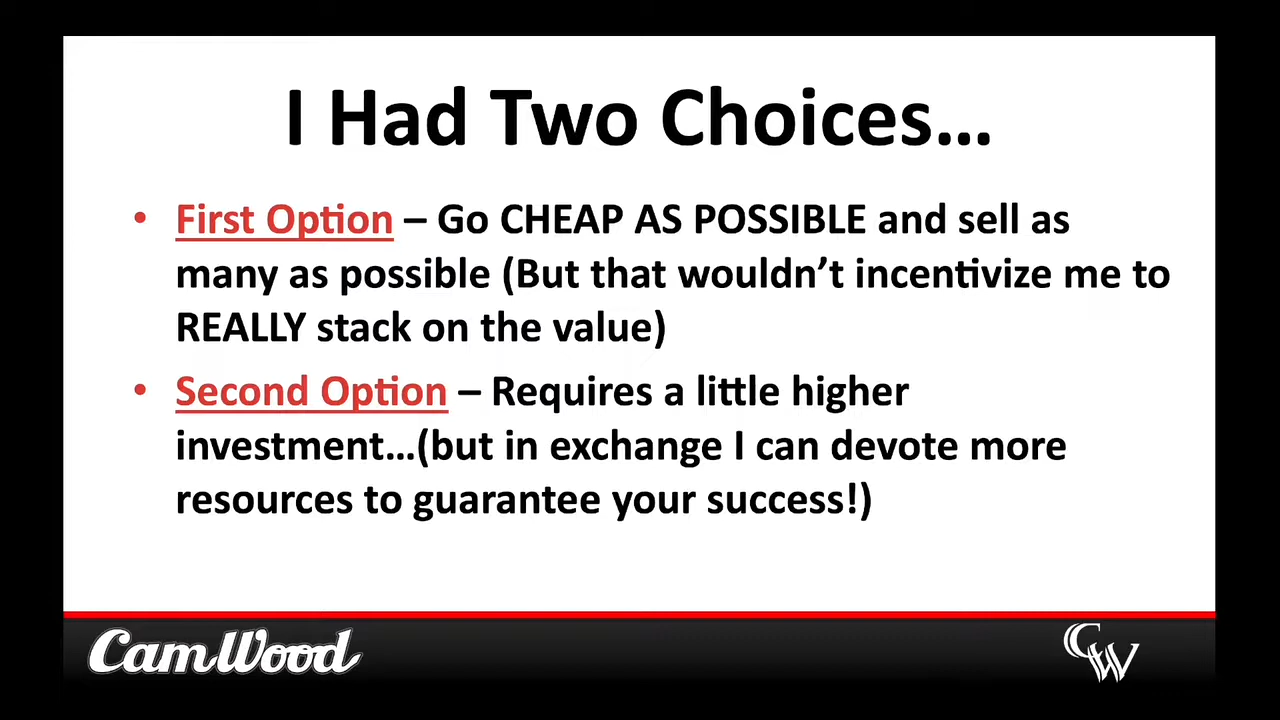 I Had Two Choices…
• First Option – Go CHEAP AS POSSIBLE and sell as
many as possible (But that wouldn’t incentivize me to
REALLY stack on the value)
• Second Option – Requires a little higher
investment…(but in exchange I can devote more
resources to guarantee your success!)
CamWood
CW